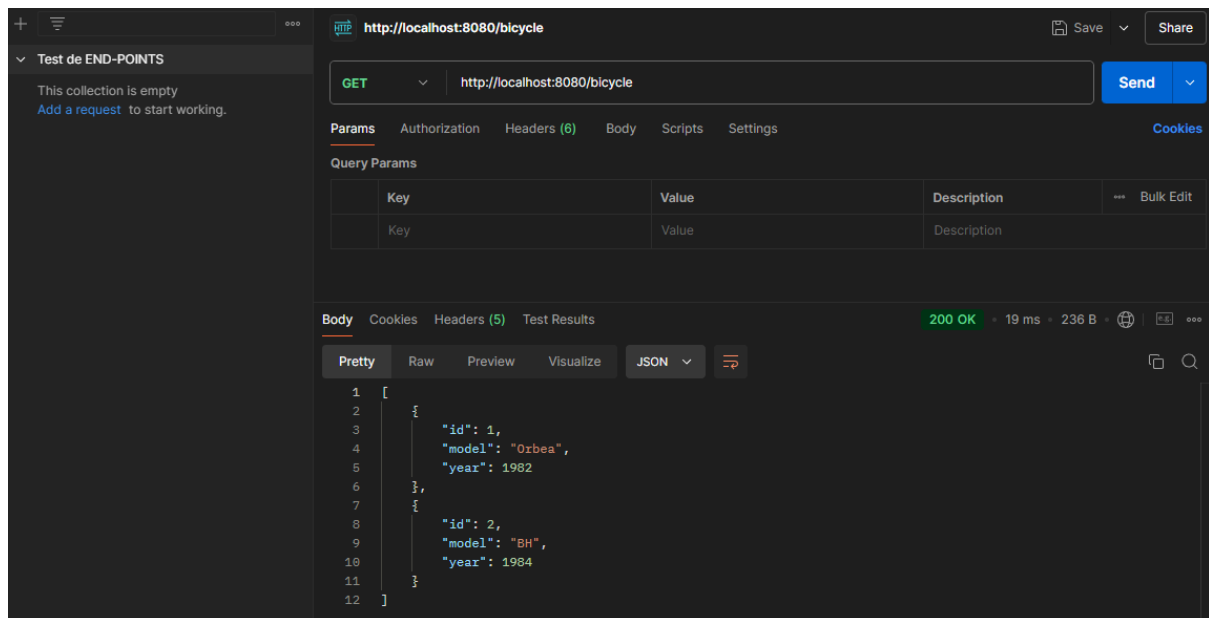 http://localhost:8080/bicycle
Save
Share
Test de END-POINTS
This collection is empty
Add a request to start working.
GET http://localhost:8080/bicycle
Send
Params Authorization Headers (6) Body Scripts Settings Cookies
Query Params
Key Value Description Bulk Edit
Key Value Description
Body Cookies Headers (5) Test Results 200 OK 19 ms 236 B e.g.
Pretty Raw Preview Visualize JSON
1 [
2 {
3 "id": 1,
4 "model": "Orbea",
5 "year": 1982
6 },
7 {
8 "id": 2,
9 "model": "BH",
10 "year": 1984
11 }
12 ]